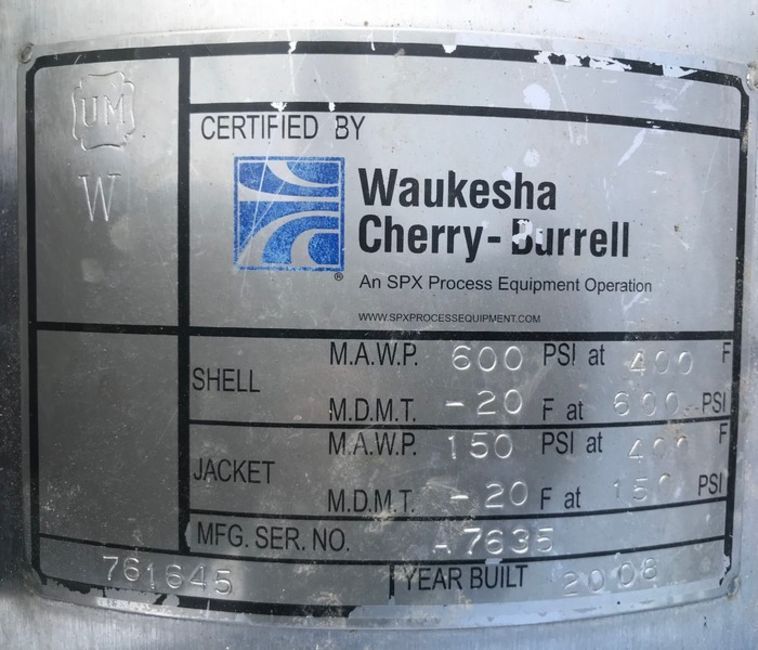 UM
W
CERTIFIED BY
Waukesha
Cherry-Burrell
®
An SPX Process Equipment Operation
WWW.SPXPROCESSEQUIPMENT.COM
SHELL
M.A.W.P. 600 PSI at 400 F
M.D.M.T. -20 F at 600 PSI
JACKET
M.A.W.P. 150 PSI at 400 F
M.D.M.T. -20 F at 150 PSI
MFG. SER. NO. A7635
761645
YEAR BUILT 2008